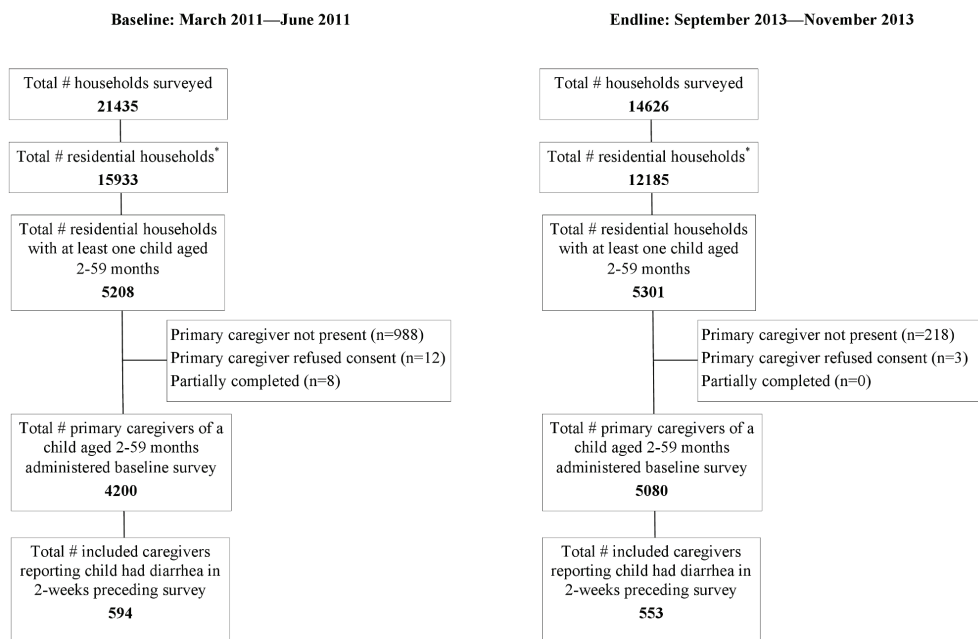 Baseline: March 2011—June 2011
Total # households surveyed
21435
Total # residential households*
15933
Total # residential households
with at least one child aged
2-59 months
5208
Primary caregiver not present (n=988)
Primary caregiver refused consent (n=12)
Partially completed (n=8)
Total # primary caregivers of a
child aged 2-59 months
administered baseline survey
4200
Total # included caregivers
reporting child had diarrhea in
2-weeks preceding survey
594
Endline: September 2013—November 2013
Total # households surveyed
14626
Total # residential households*
12185
Total # residential households
with at least one child aged
2-59 months
5301
Primary caregiver not present (n=218)
Primary caregiver refused consent (n=3)
Partially completed (n=0)
Total # primary caregivers of a
child aged 2-59 months
administered baseline survey
5080
Total # included caregivers
reporting child had diarrhea in
2-weeks preceding survey
553